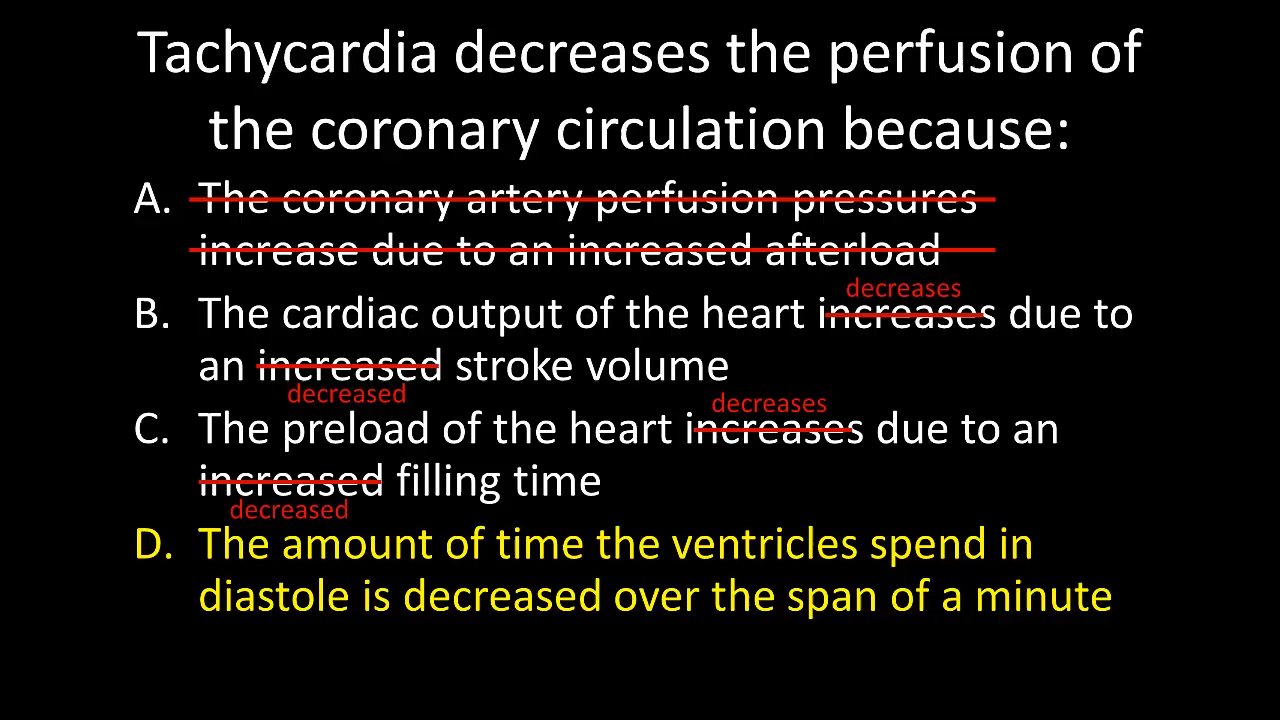 Tachycardia decreases the perfusion of
the coronary circulation because:
A. The coronary artery perfusion pressures
increase due to an increased afterload
decreases
B. The cardiac output of the heart increases due to
an increased stroke volume
decreased
decreases
C. The preload of the heart increases due to an
increased filling time
decreased
D. The amount of time the ventricles spend in
diastole is decreased over the span of a minute